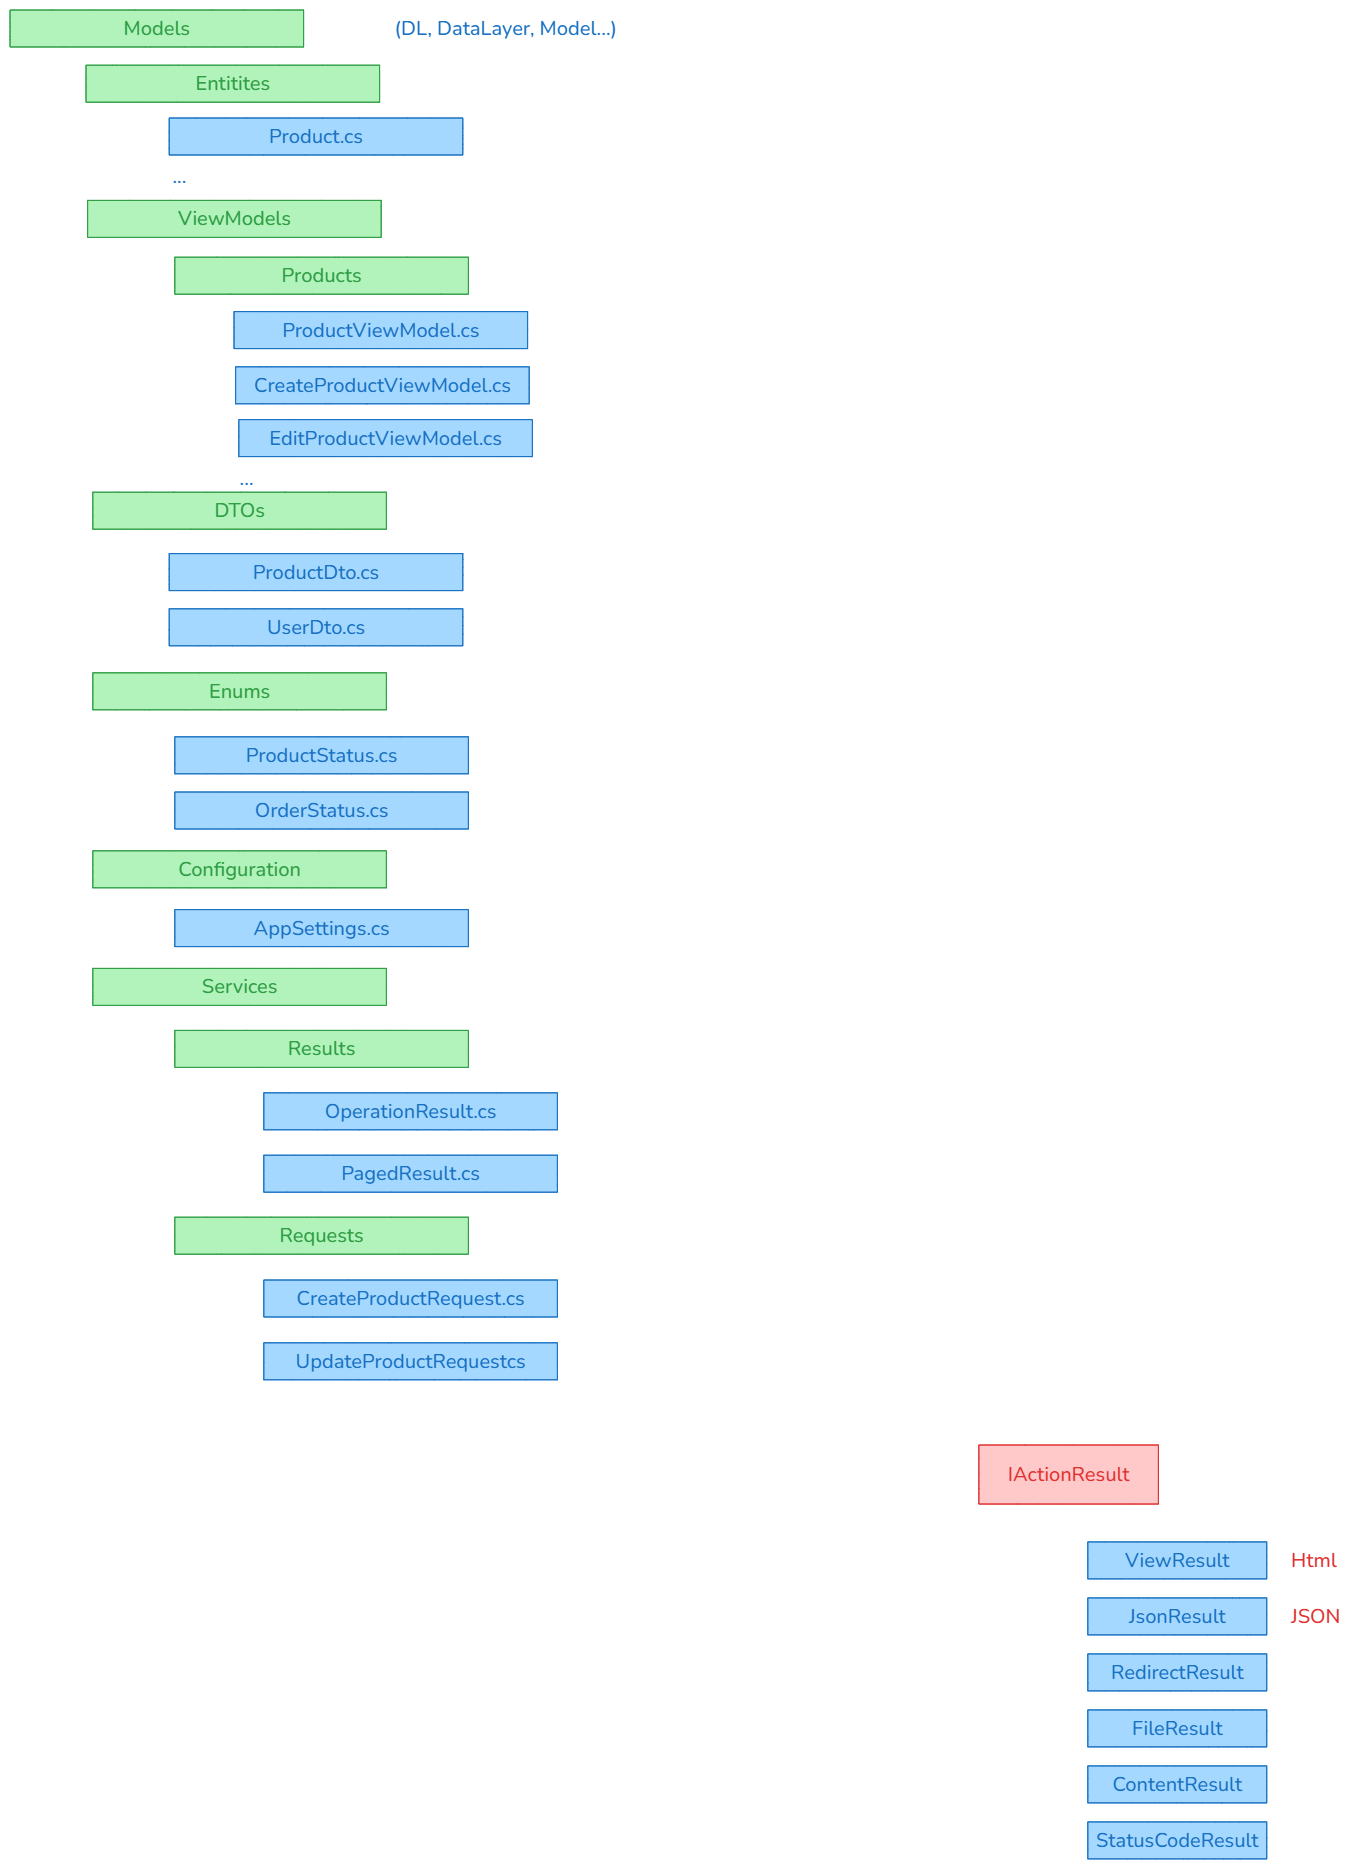 Models
(DL, DataLayer, Model...)
Entitites
Product.cs
...
ViewModels
Products
ProductViewModel.cs
CreateProductViewModel.cs
EditProductViewModel.cs
...
DTOs
ProductDto.cs
UserDto.cs
Enums
ProductStatus.cs
OrderStatus.cs
Configuration
AppSettings.cs
Services
Results
OperationResult.cs
PagedResult.cs
Requests
CreateProductRequest.cs
UpdateProductRequestcs
IActionResult
ViewResult Html
JsonResult JSON
RedirectResult
FileResult
ContentResult
StatusCodeResult